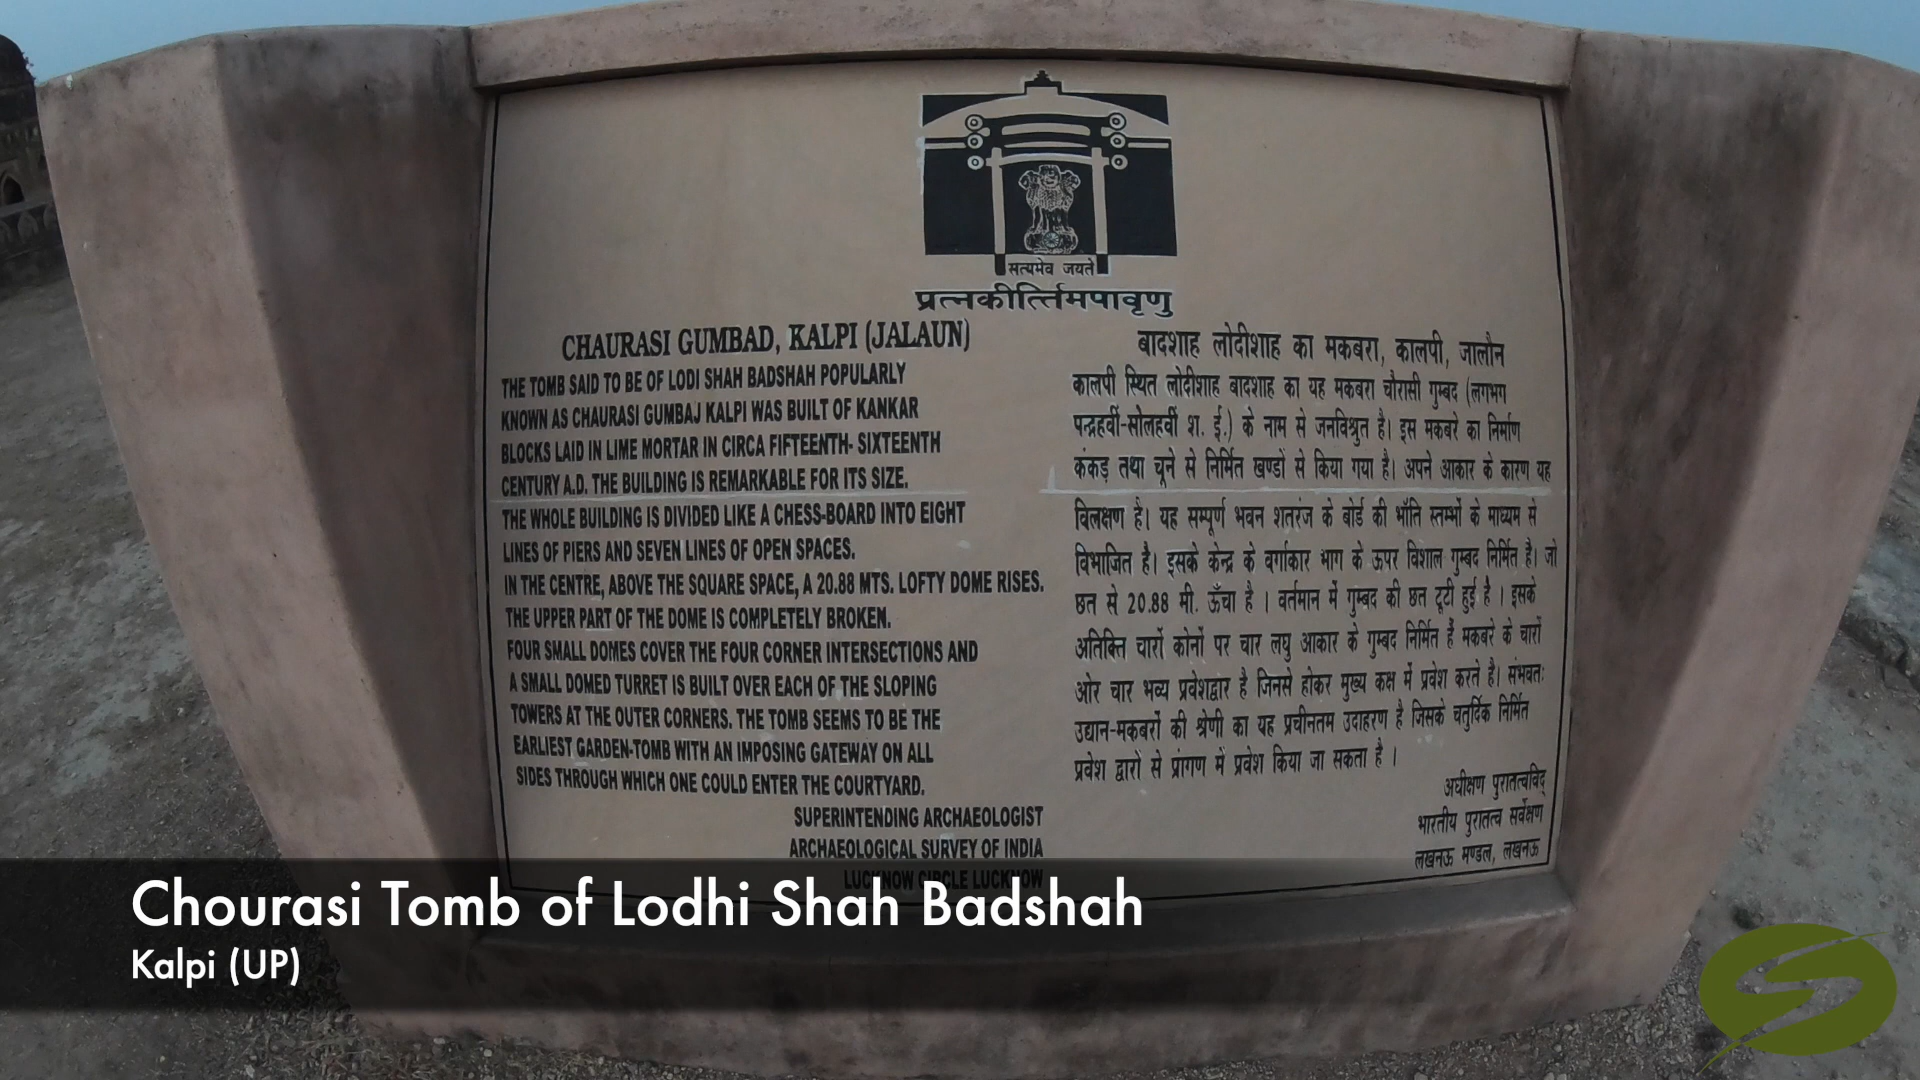 सत्यमेव जयते
प्रत्नकीर्त्तिमपावृणु
CHAURASI GUMBAD, KALPI (JALAUN)
THE TOMB SAID TO BE OF LODI SHAH BADSHAH POPULARLY
KNOWN AS CHAURASI GUMBAJ KALPI WAS BUILT OF KANKAR
BLOCKS LAID IN LIME MORTAR IN CIRCA FIFTEENTH- SIXTEENTH
CENTURY A.D. THE BUILDING IS REMARKABLE FOR ITS SIZE.
THE WHOLE BUILDING IS DIVIDED LIKE A CHESS-BOARD INTO EIGHT
LINES OF PIERS AND SEVEN LINES OF OPEN SPACES.
IN THE CENTRE, ABOVE THE SQUARE SPACE, A 20.88 MTS. LOFTY DOME RISES.
THE UPPER PART OF THE DOME IS COMPLETELY BROKEN.
FOUR SMALL DOMES COVER THE FOUR CORNER INTERSECTIONS AND
A SMALL DOMED TURRET IS BUILT OVER EACH OF THE SLOPING
TOWERS AT THE OUTER CORNERS. THE TOMB SEEMS TO BE THE
EARLIEST GARDEN-TOMB WITH AN IMPOSING GATEWAY ON ALL
SIDES THROUGH WHICH ONE COULD ENTER THE COURTYARD.
SUPERINTENDING ARCHAEOLOGIST
ARCHAEOLOGICAL SURVEY OF INDIA
LUCKNOW CIRCLE LUCKNOW
बादशाह लोदीशाह का मकबरा, कालपी, जालौन
कालपी स्थित लोदीशाह बादशाह का यह मकबरा चौरासी गुम्बद (लगभग
पन्द्रहवीं-सोलहवीं श. ई.) के नाम से जनविश्रुत है। इस मकबरे का निर्माण
कंकड़ तथा चूने से निर्मित खण्डों से किया गया है। अपने आकार के कारण यह
विलक्षण है। यह सम्पूर्ण भवन शतरंज के बोर्ड की भाँति स्तम्भों के माध्यम से
विभाजित है। इसके केन्द्र के वर्गाकार भाग के ऊपर विशाल गुम्बद निर्मित है। जो
छत से 20.88 मी. ऊँचा है । वर्तमान में गुम्बद की छत टूटी हुई है । इसके
अतिक्ति चारों कोनों पर चार लघु आकार के गुम्बद निर्मित हैं मकबरे के चारों
ओर चार भव्य प्रवेशद्वार है जिनसे होकर मुख्य कक्ष में प्रवेश करते है। संभवतः
उद्यान-मकबरों की श्रेणी का यह प्रचीनतम उदाहरण है जिसके चतुर्दिक निर्मित
प्रवेश द्वारों से प्रांगण में प्रवेश किया जा सकता है ।
अधीक्षण पुरातत्वविद्
भारतीय पुरातत्व सर्वेक्षण
लखनऊ मण्डल, लखनऊ
Chourasi Tomb of Lodhi Shah Badshah
Kalpi (UP)